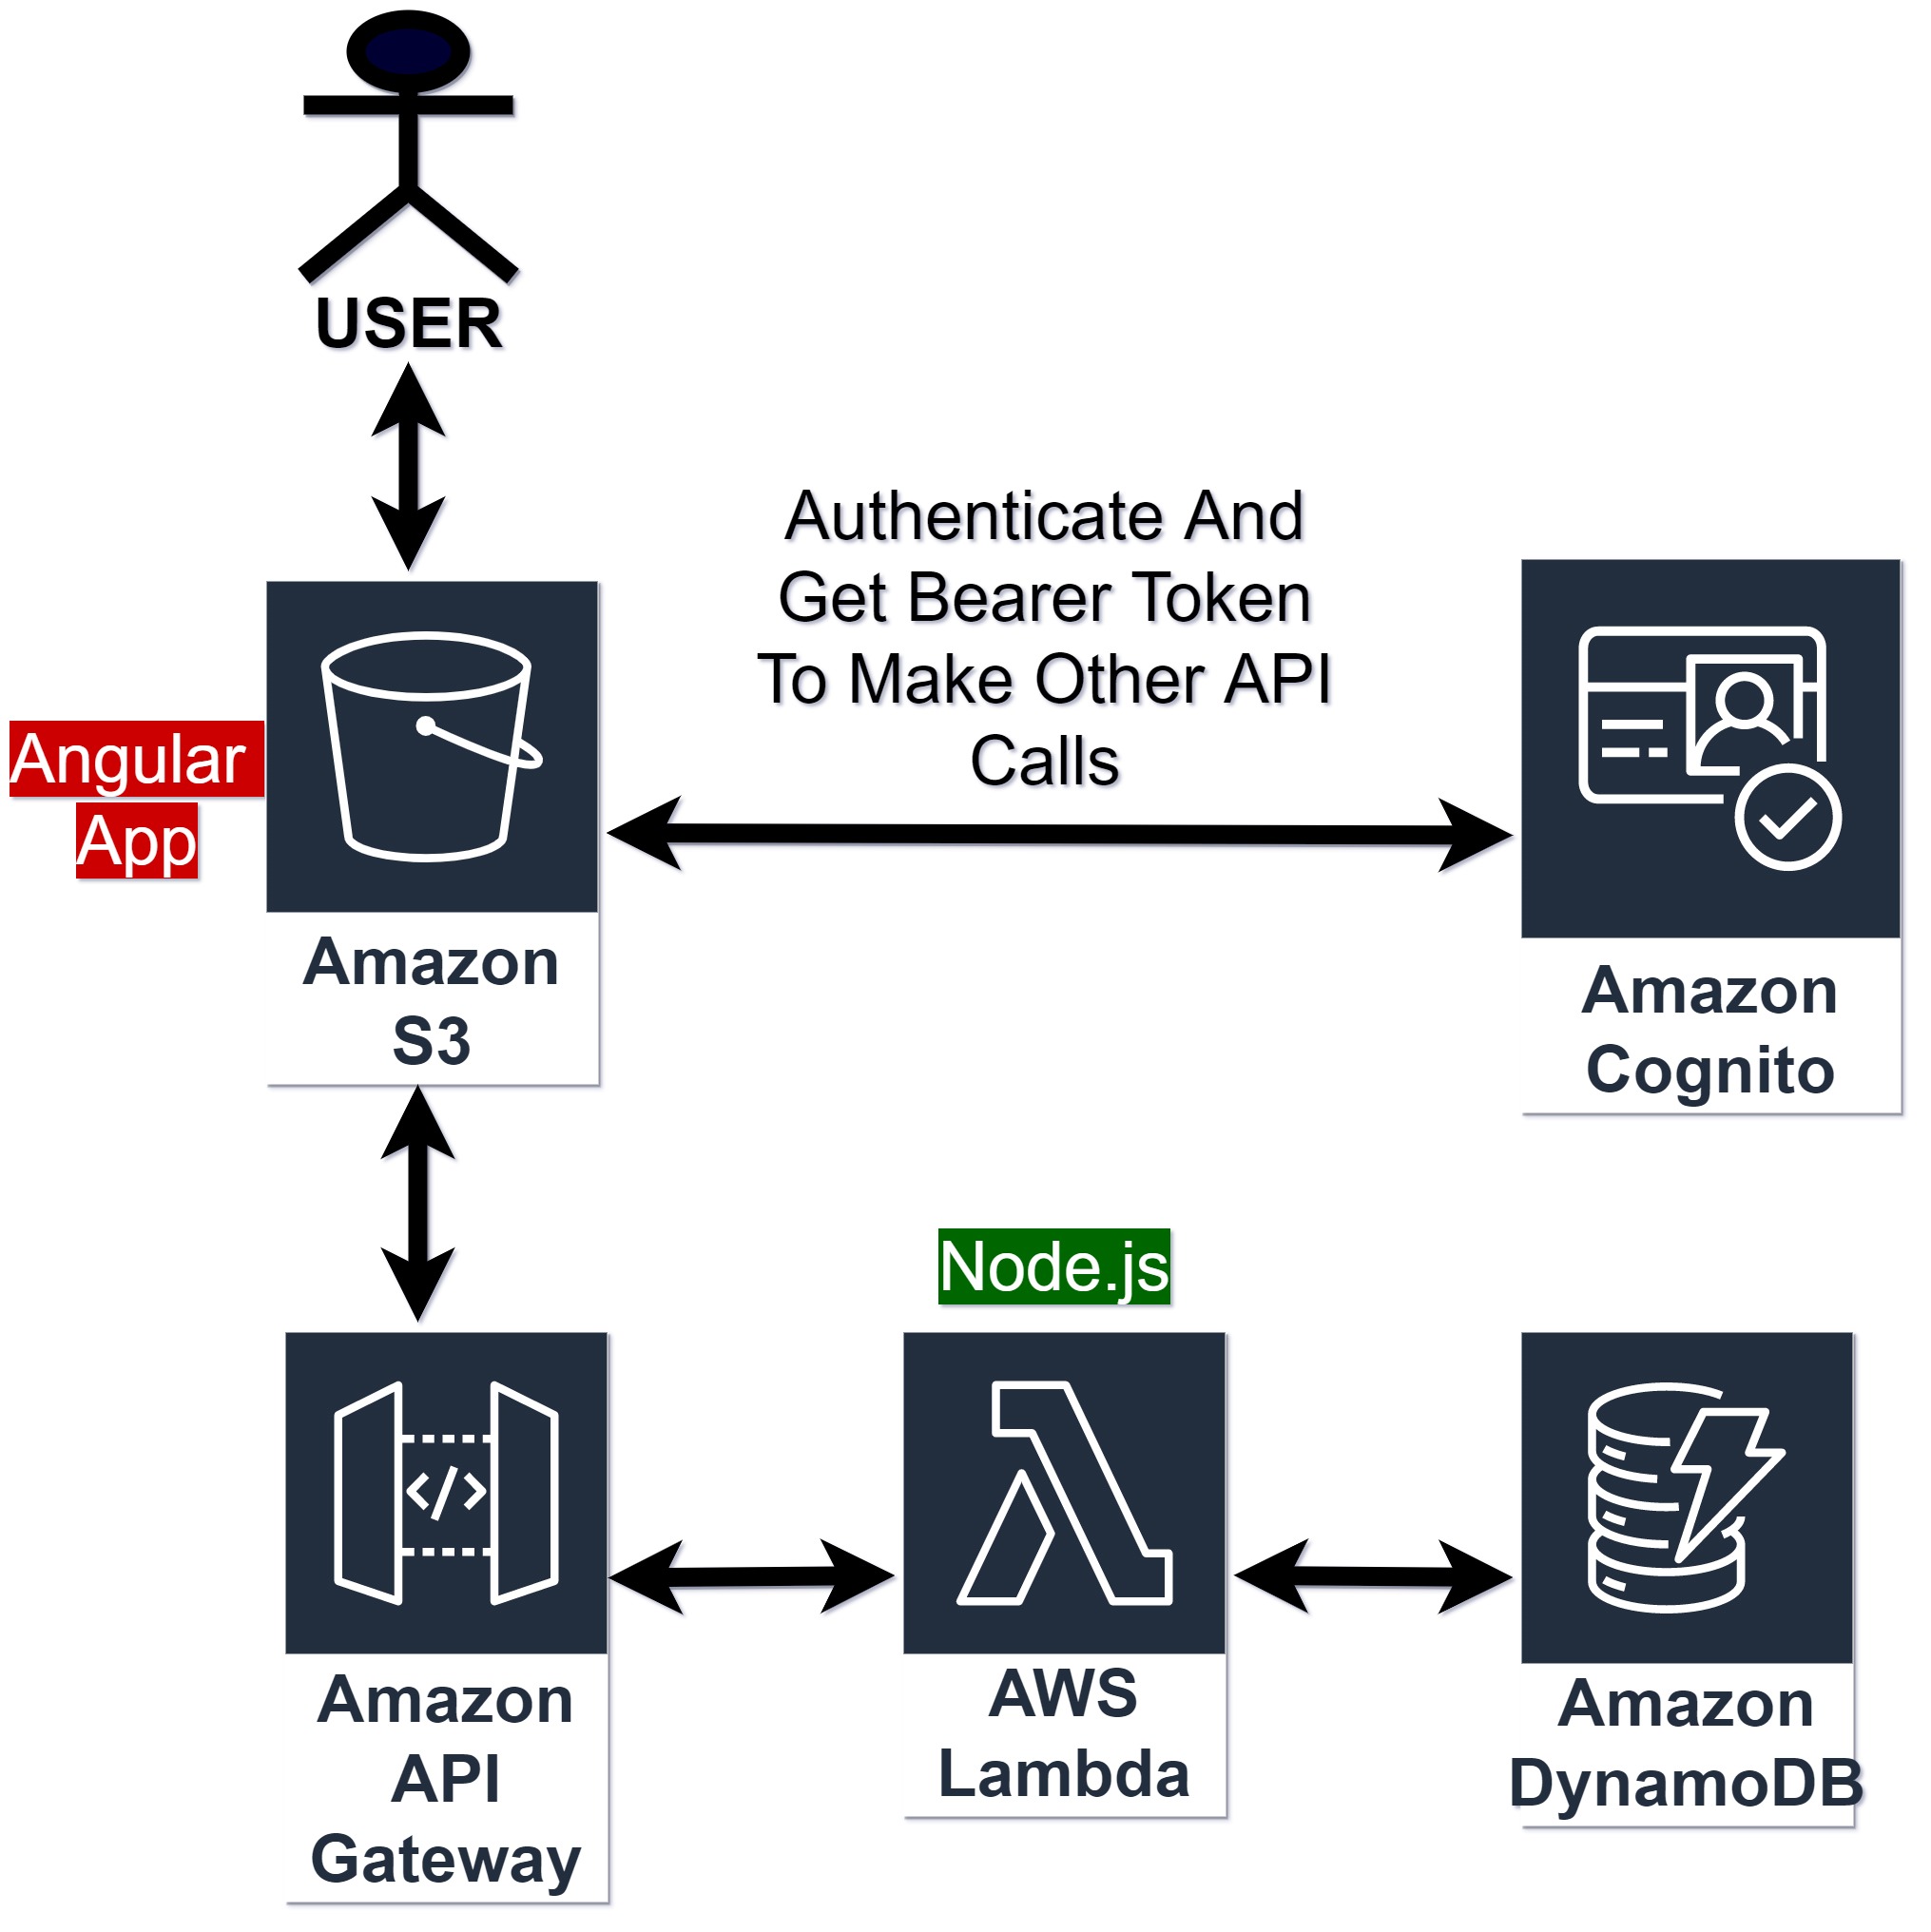 USER
Authenticate And
Get Bearer Token
To Make Other API
Calls
Angular
App
Amazon
S3
Amazon
Cognito
Node.js
Amazon
API
Gateway
AWS
Lambda
Amazon
DynamoDB